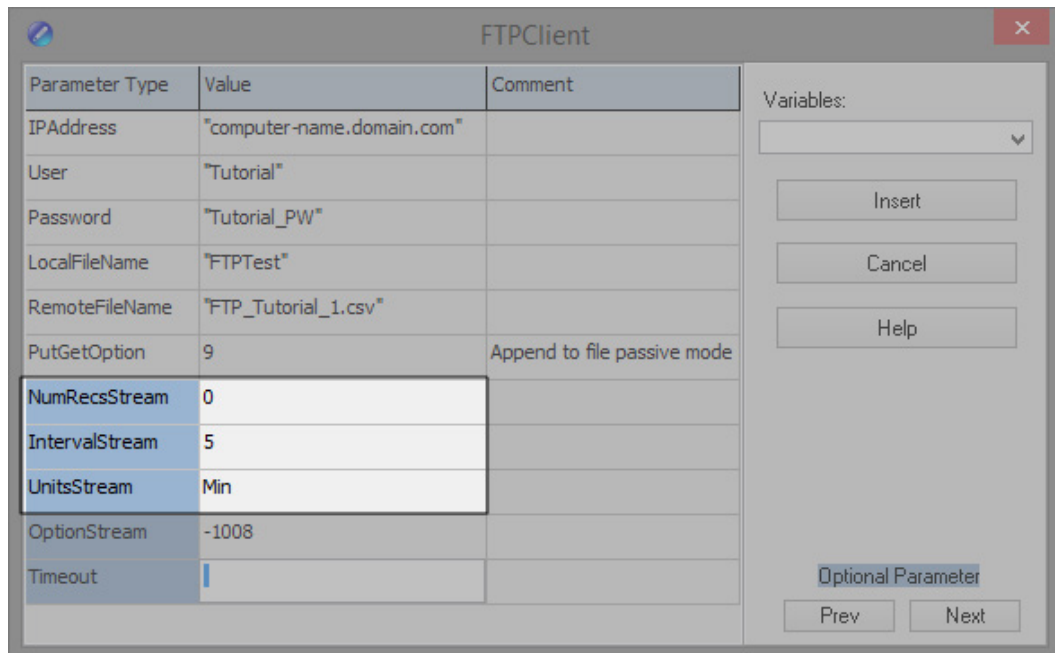 FTPClient
Parameter Type Value Comment
IPAddress "computer-name.domain.com"
User "Tutorial"
Password "Tutorial_PW"
LocalFileName "FTPTest"
RemoteFileName "FTP_Tutorial_1.csv"
PutGetOption 9 Append to file passive mode
NumRecsStream 0
IntervalStream 5
UnitsStream Min
OptionStream -1008
Timeout
Variables:
Insert
Cancel
Help
Optional Parameter
Prev Next